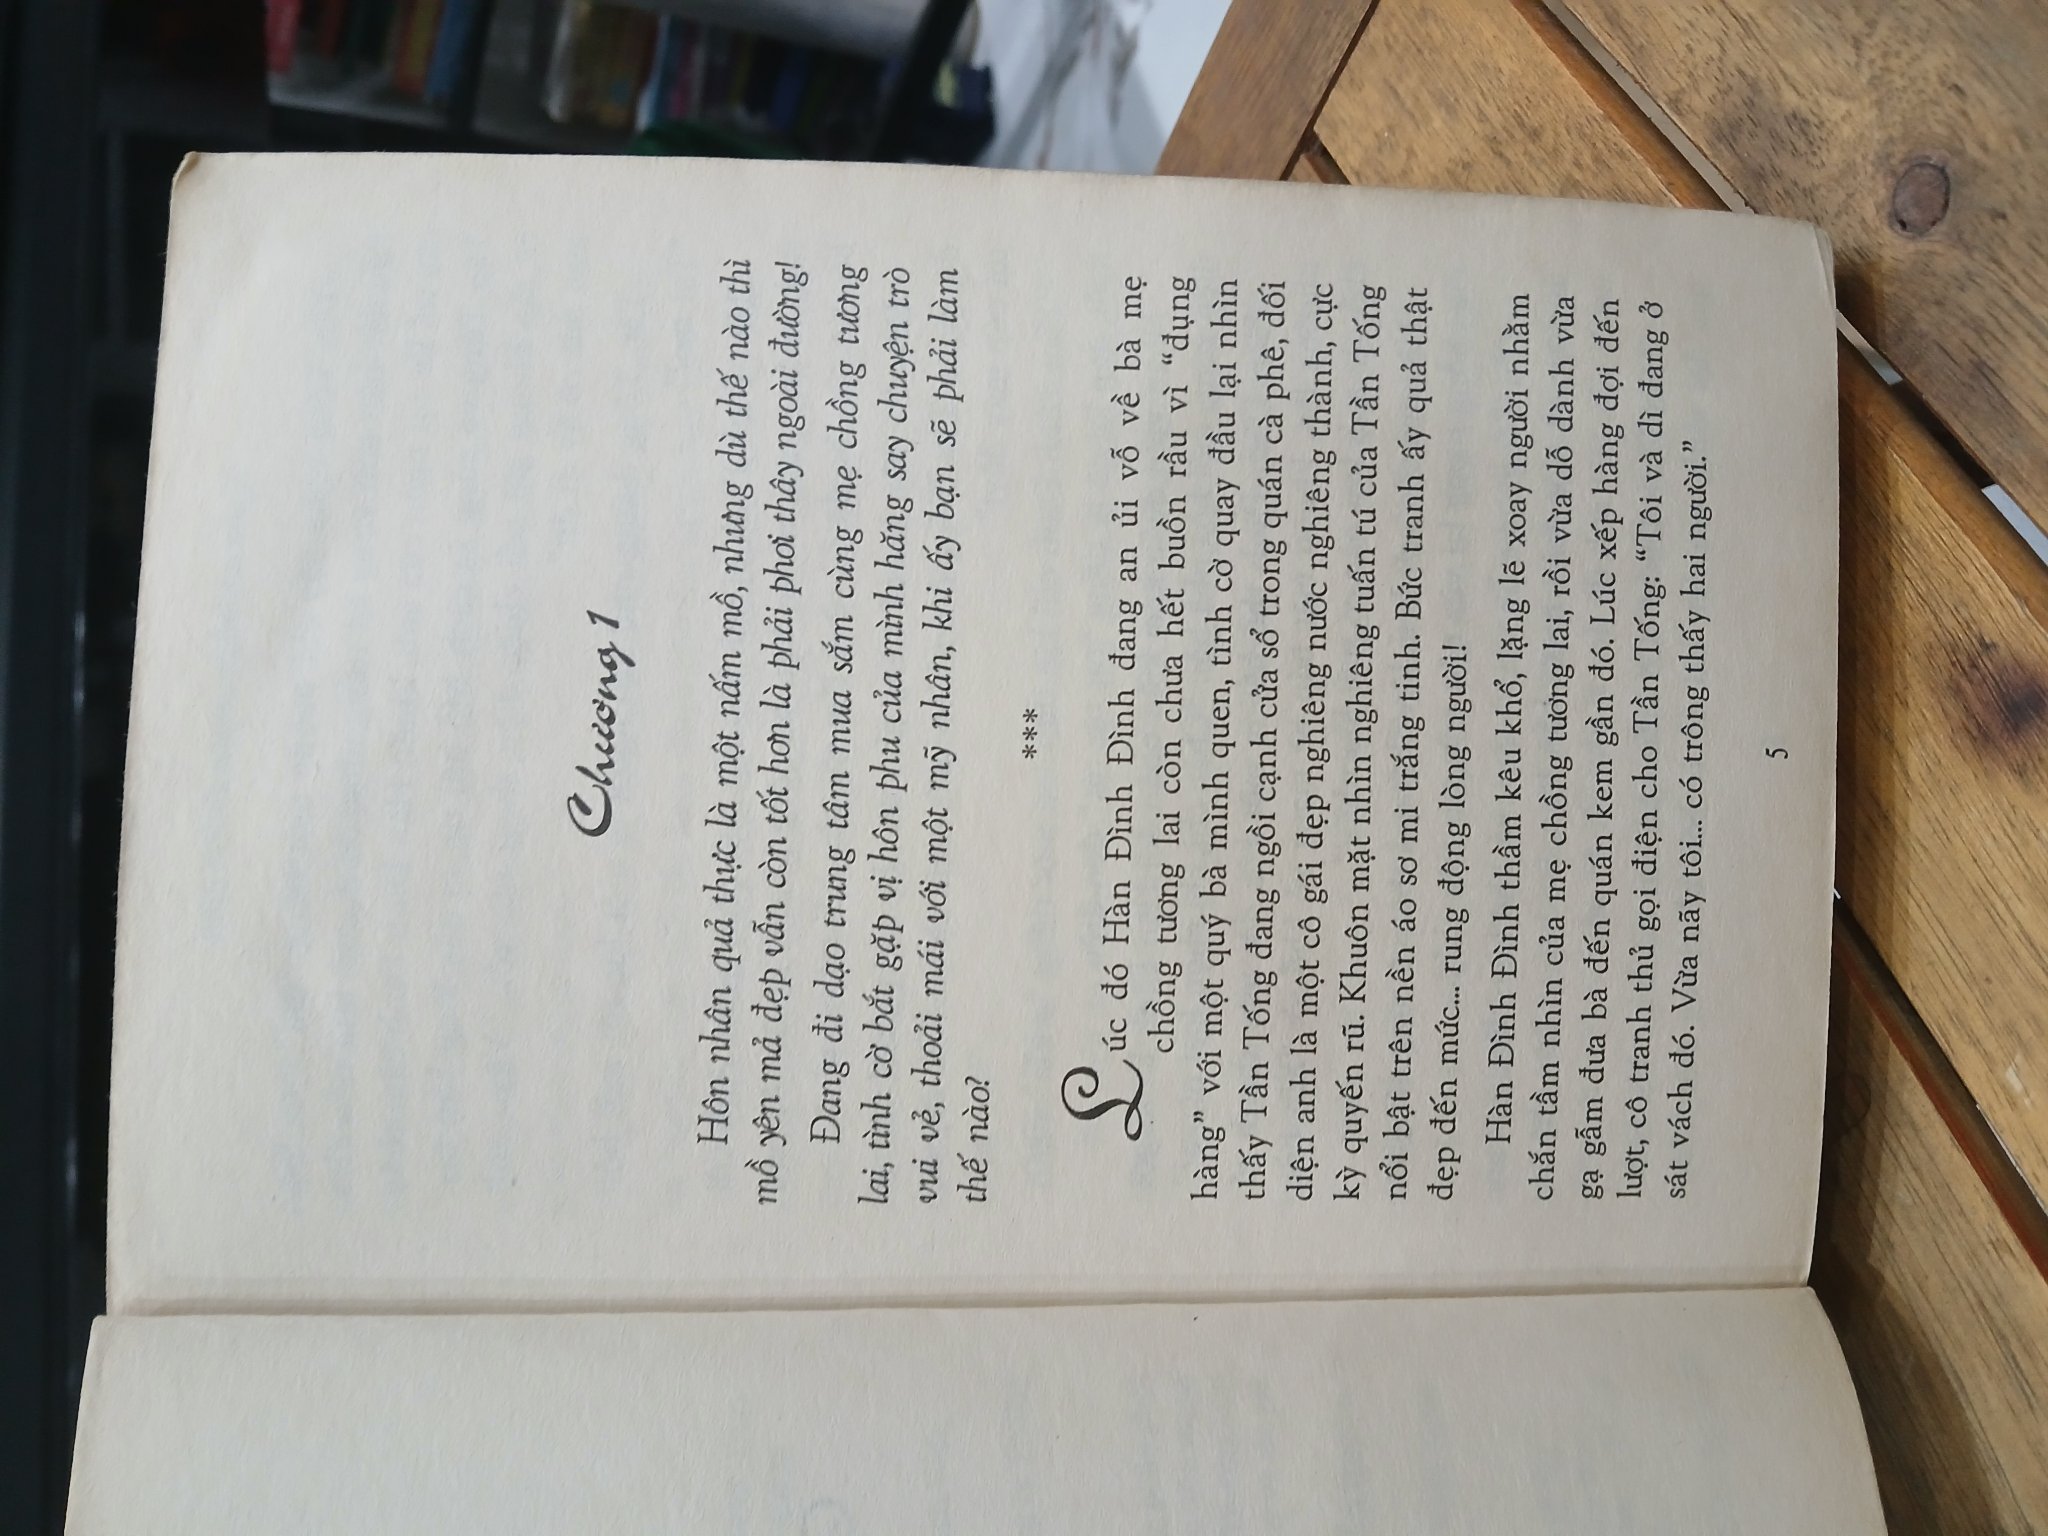 Chương 1
Hôn nhân quả thực là một nấm mồ, nhưng dù thế nào thì
mồ yên mả đẹp vẫn còn tốt hơn là phải phơi thây ngoài đường!
Đang đi dạo trung tâm mua sắm cùng mẹ chồng tương
lai, tình cờ bắt gặp vị hôn phu của mình hăng say chuyện trò
vui vẻ, thoải mái với một mỹ nhân, khi ấy bạn sẽ phải làm
thế nào?
***
Lúc đó Hàn Đình Đình đang an ủi vỗ về bà mẹ
chồng tương lai còn chưa hết buồn rầu vì “đụng
hàng” với một quý bà mình quen, tình cờ quay đầu lại nhìn
thấy Tần Tống đang ngồi cạnh cửa sổ trong quán cà phê, đối
diện anh là một cô gái đẹp nghiêng nước nghiêng thành, cực
kỳ quyến rũ. Khuôn mặt nhìn nghiêng tuấn tú của Tần Tống
nổi bật trên nền áo sơ mi trắng tinh. Bức tranh ấy quả thật
đẹp đến mức... rung động lòng người!
Hàn Đình Đình thầm kêu khổ, lặng lẽ xoay người nhằm
chắn tầm nhìn của mẹ chồng tương lai, rồi vừa dỗ dành vừa
gạ gẫm đưa bà đến quán kem gần đó. Lúc xếp hàng đợi đến
lượt, cô tranh thủ gọi điện cho Tần Tống: “Tôi và dì đang ở
sát vách đó. Vừa nãy tôi... có trông thấy hai người.”
5